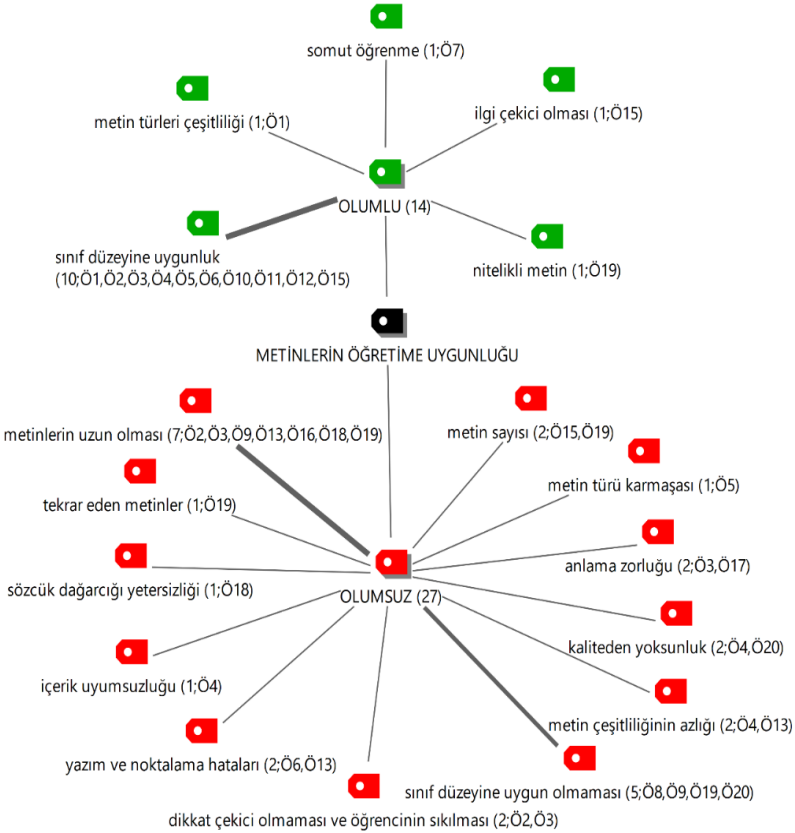 somut öğrenme (1;Ö7)
ilgi çekici olması (1;Ö15)
metin türleri çeşitliliği (1;Ö1)
OLUMLU (14)
sınıf düzeyine uygunluk
(10;Ö1,Ö2,Ö3,Ö4,Ö5,Ö6,Ö10,Ö11,Ö12,Ö15)
nitelikli metin (1;Ö19)
METİNLERİN ÖĞRETİME UYGUNLUĞU
metinlerin uzun olması (7;Ö2,Ö3,Ö9,Ö13,Ö16,Ö18,Ö19)
metin sayısı (2;Ö15,Ö19)
metin türü karmaşası (1;Ö5)
tekrar eden metinler (1;Ö19)
anlama zorluğu (2;Ö3,Ö17)
sözcük dağarcığı yetersizliği (1;Ö18)
OLUMSUZ (27)
kaliteden yoksunluk (2;Ö4,Ö20)
içerik uyumsuzluğu (1;Ö4)
metin çeşitliliğinin azlığı (2;Ö4,Ö13)
yazım ve noktalama hataları (2;Ö6,Ö13)
sınıf düzeyine uygun olmaması (5;Ö8,Ö9,Ö19,Ö20)
dikkat çekici olmaması ve öğrencinin sıkılması (2;Ö2,Ö3)